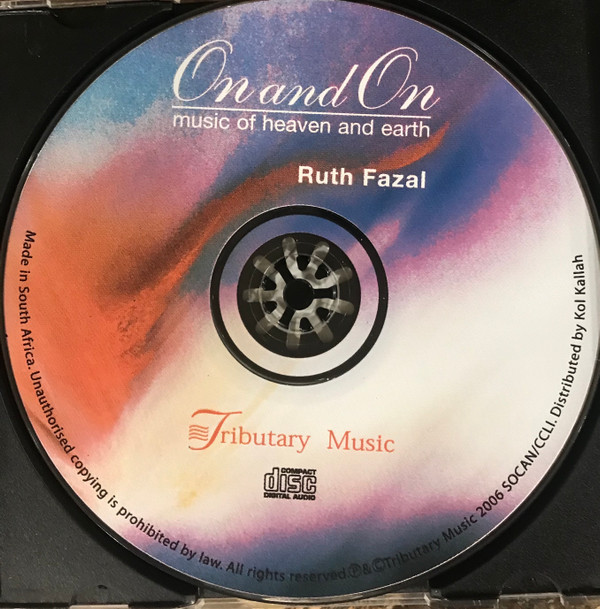 On and On
music of heaven and earth
Ruth Fazal
Tributary Music
COMPACT
disc
DIGITAL AUDIO
Made in South Africa. Unauthorised copying is prohibited by law. All rights reserved.℗&©Tributary Music 2006 SOCAN/CCLI. Distributed by Kol Kallah